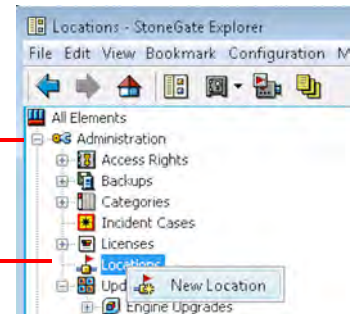 Locations - StoneGate Explorer
File Edit View Bookmark Configuration M
All Elements
Administration
Access Rights
Backups
Categories
Incident Cases
Licenses
Locations
Upd New Location
Engine Upgrades